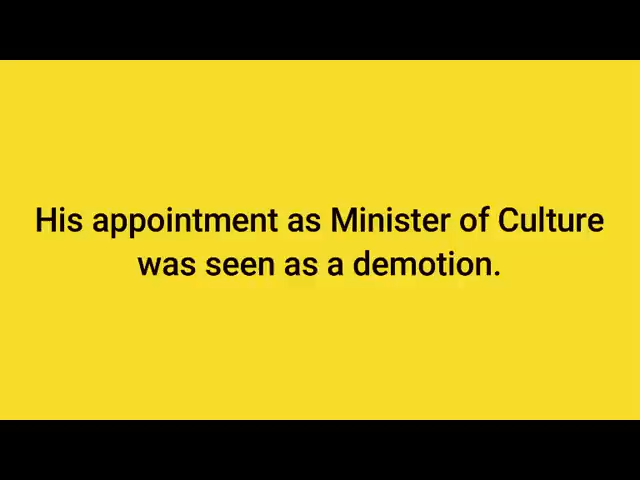 His appointment as Minister of Culture
was seen as a demotion.